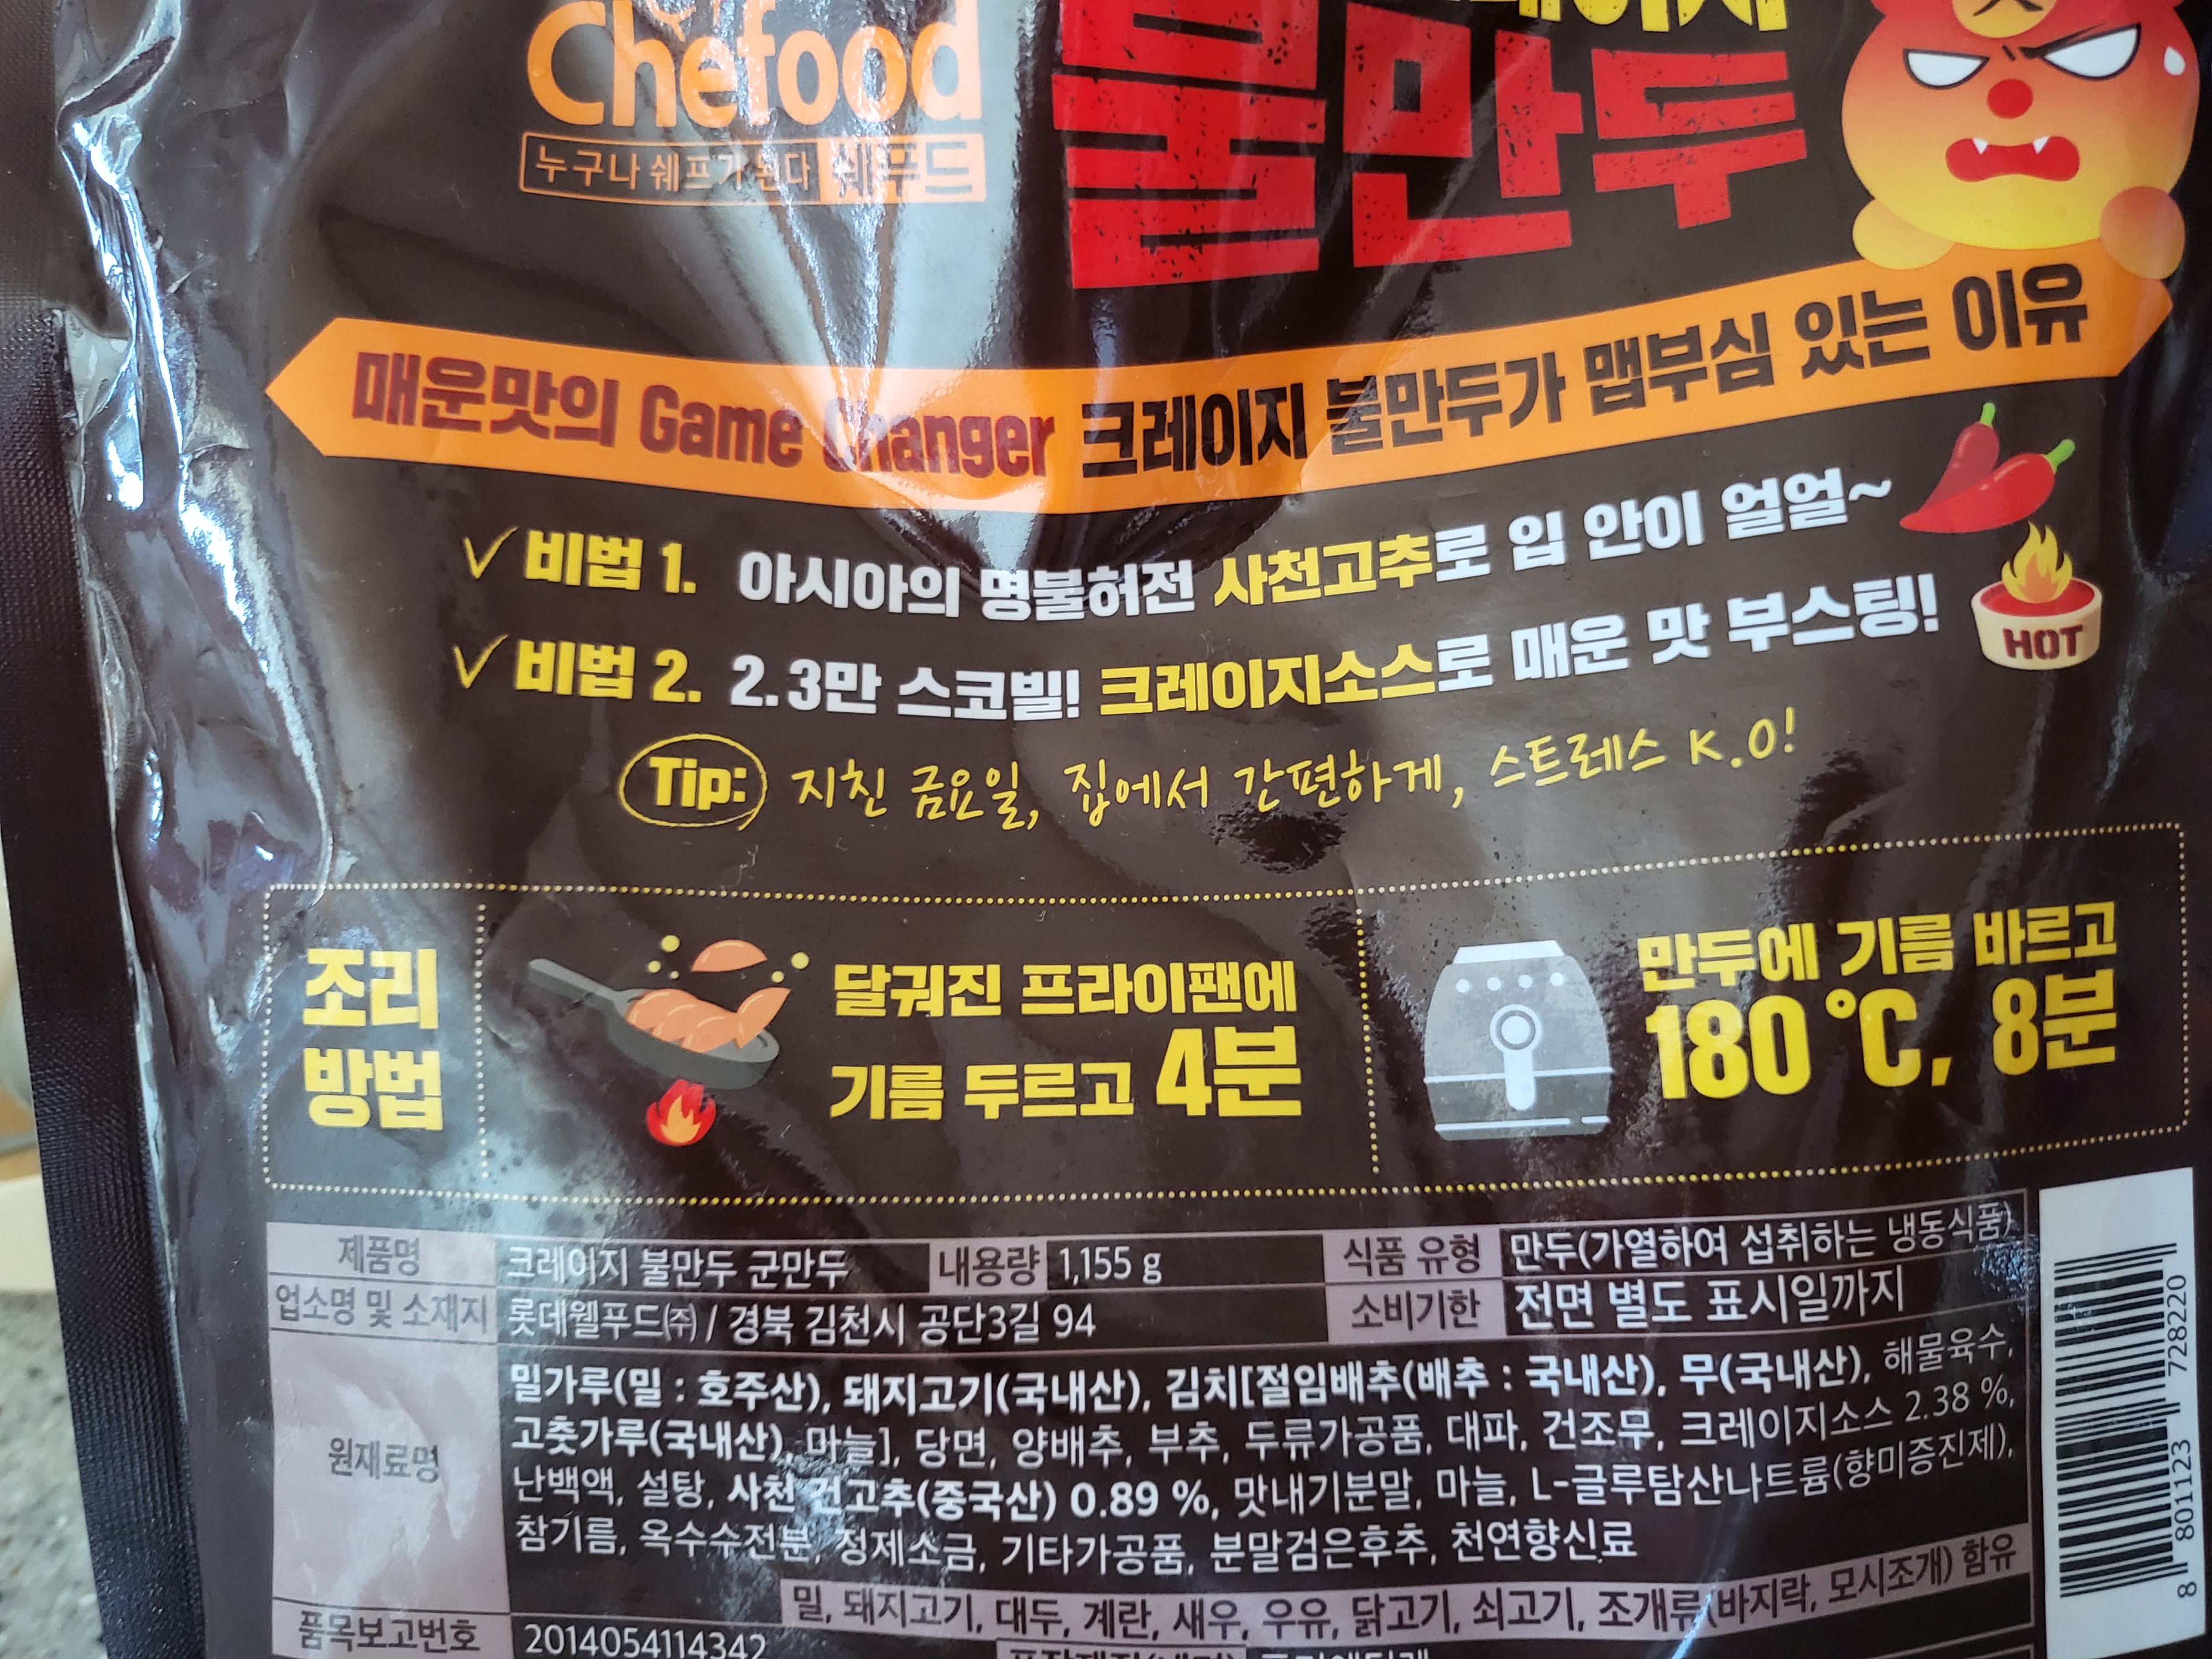 Chefood
누구나 쉐프가 된다 쉐푸드
불만두
매운맛의 Game Changer 크레이지 불만두가 맵부심 있는 이유
비법 1. 아시아의 명불허전 사천고추로 입 안이 얼얼~
비법 2. 2.3만 스코빌! 크레이지소스로 매운 맛 부스팅!
HOT
Tip: 지친 금요일, 집에서 간편하게, 스트레스 K.O!
조리
방법
달궈진 프라이팬에
기름 두르고 4분
만두에 기름 바르고
180℃, 8분
제품명 크레이지 불만두 군만두 내용량 1,155 g 식품 유형 만두(가열하여 섭취하는 냉동식품)
업소명 및 소재지 롯데웰푸드㈜ / 경북 김천시 공단3길 94 소비기한 전면 별도 표시일까지
원재료명
밀가루(밀 : 호주산), 돼지고기(국내산), 김치[절임배추(배추 : 국내산), 무(국내산), 해물육수,
고춧가루(국내산), 마늘], 당면, 양배추, 부추, 두류가공품, 대파, 건조무, 크레이지소스 2.38 %,
난백액, 설탕, 사천 건고추(중국산) 0.89 %, 맛내기분말, 마늘, L-글루탐산나트륨(향미증진제),
참기름, 옥수수전분, 정제소금, 기타가공품, 분말검은후추, 천연향신료
밀, 돼지고기, 대두, 계란, 새우, 우유, 닭고기, 쇠고기, 조개류(바지락, 모시조개) 함유
품목보고번호 2014054114342
8 801123 728220